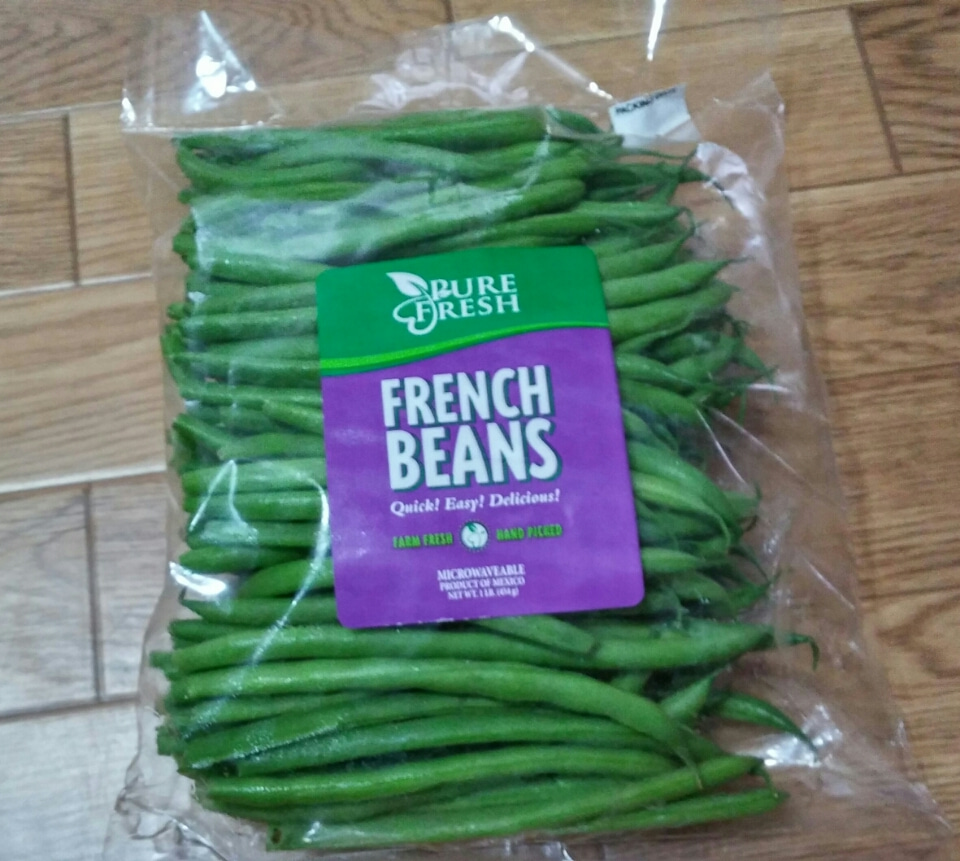 PURE
FRESH
FRENCH
BEANS
Quick! Easy! Delicious!
FARM FRESH HAND PICKED
MICROWAVEABLE
PRODUCT OF MEXICO
NET WT. 1 LB. (454g)